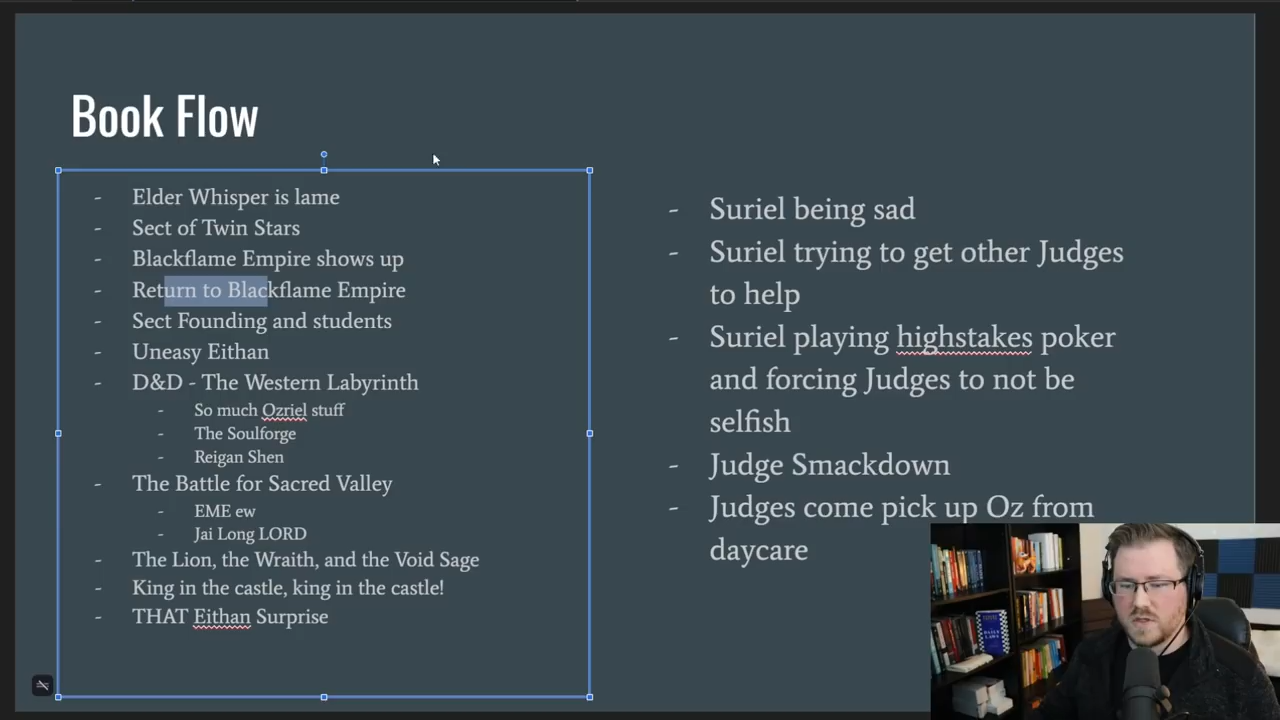 Book Flow
- Elder Whisper is lame
- Sect of Twin Stars
- Blackflame Empire shows up
- Return to Blackflame Empire
- Sect Founding and students
- Uneasy Eithan
- D&D - The Western Labyrinth
- So much Ozriel stuff
- The Soulforge
- Reigan Shen
- The Battle for Sacred Valley
- EME ew
- Jai Long LORD
- The Lion, the Wraith, and the Void Sage
- King in the castle, king in the castle!
- THAT Eithan Surprise
- Suriel being sad
- Suriel trying to get other Judges
to help
- Suriel playing highstakes poker
and forcing Judges to not be
selfish
- Judge Smackdown
- Judges come pick up Oz from
daycare